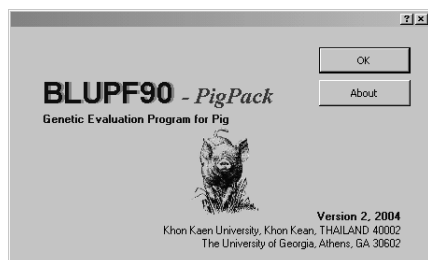 ? x
OK
BLUPF90 - PigPack
About
Genetic Evaluation Program for Pig
Version 2, 2004
Khon Kaen University, Khon Kean, THAILAND 40002
The University of Georgia, Athens, GA 30602